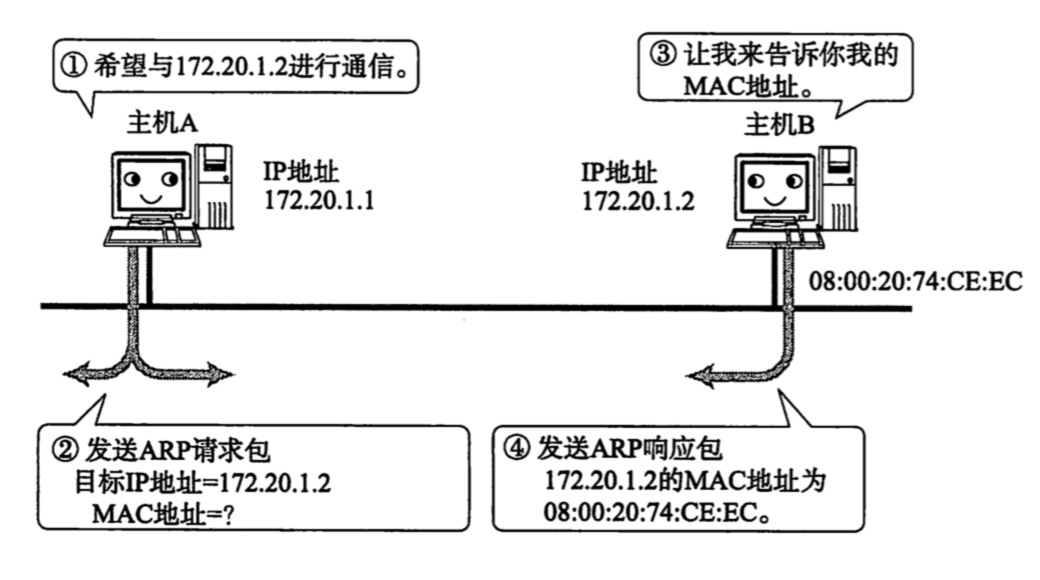 ① 希望与172.20.1.2进行通信。
③ 让我来告诉你我的
MAC地址。
主机A
主机B
IP地址
172.20.1.1
IP地址
172.20.1.2
08:00:20:74:CE:EC
② 发送ARP请求包
目标IP地址=172.20.1.2
MAC地址=?
④ 发送ARP响应包
172.20.1.2的MAC地址为
08:00:20:74:CE:EC。